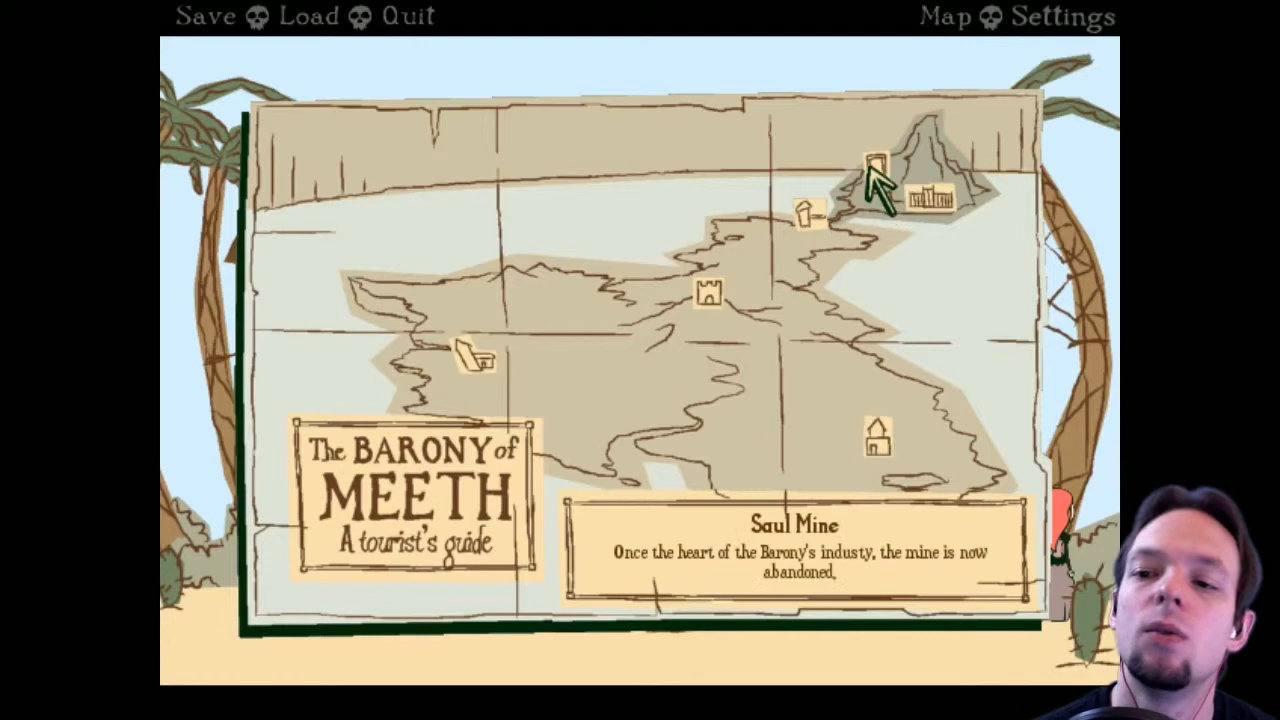 Save Load Quit
Map Settings
The BARONY of
MEETH
A tourist's guide
Saul Mine
Once the heart of the Barony's industy, the mine is now
abandoned.